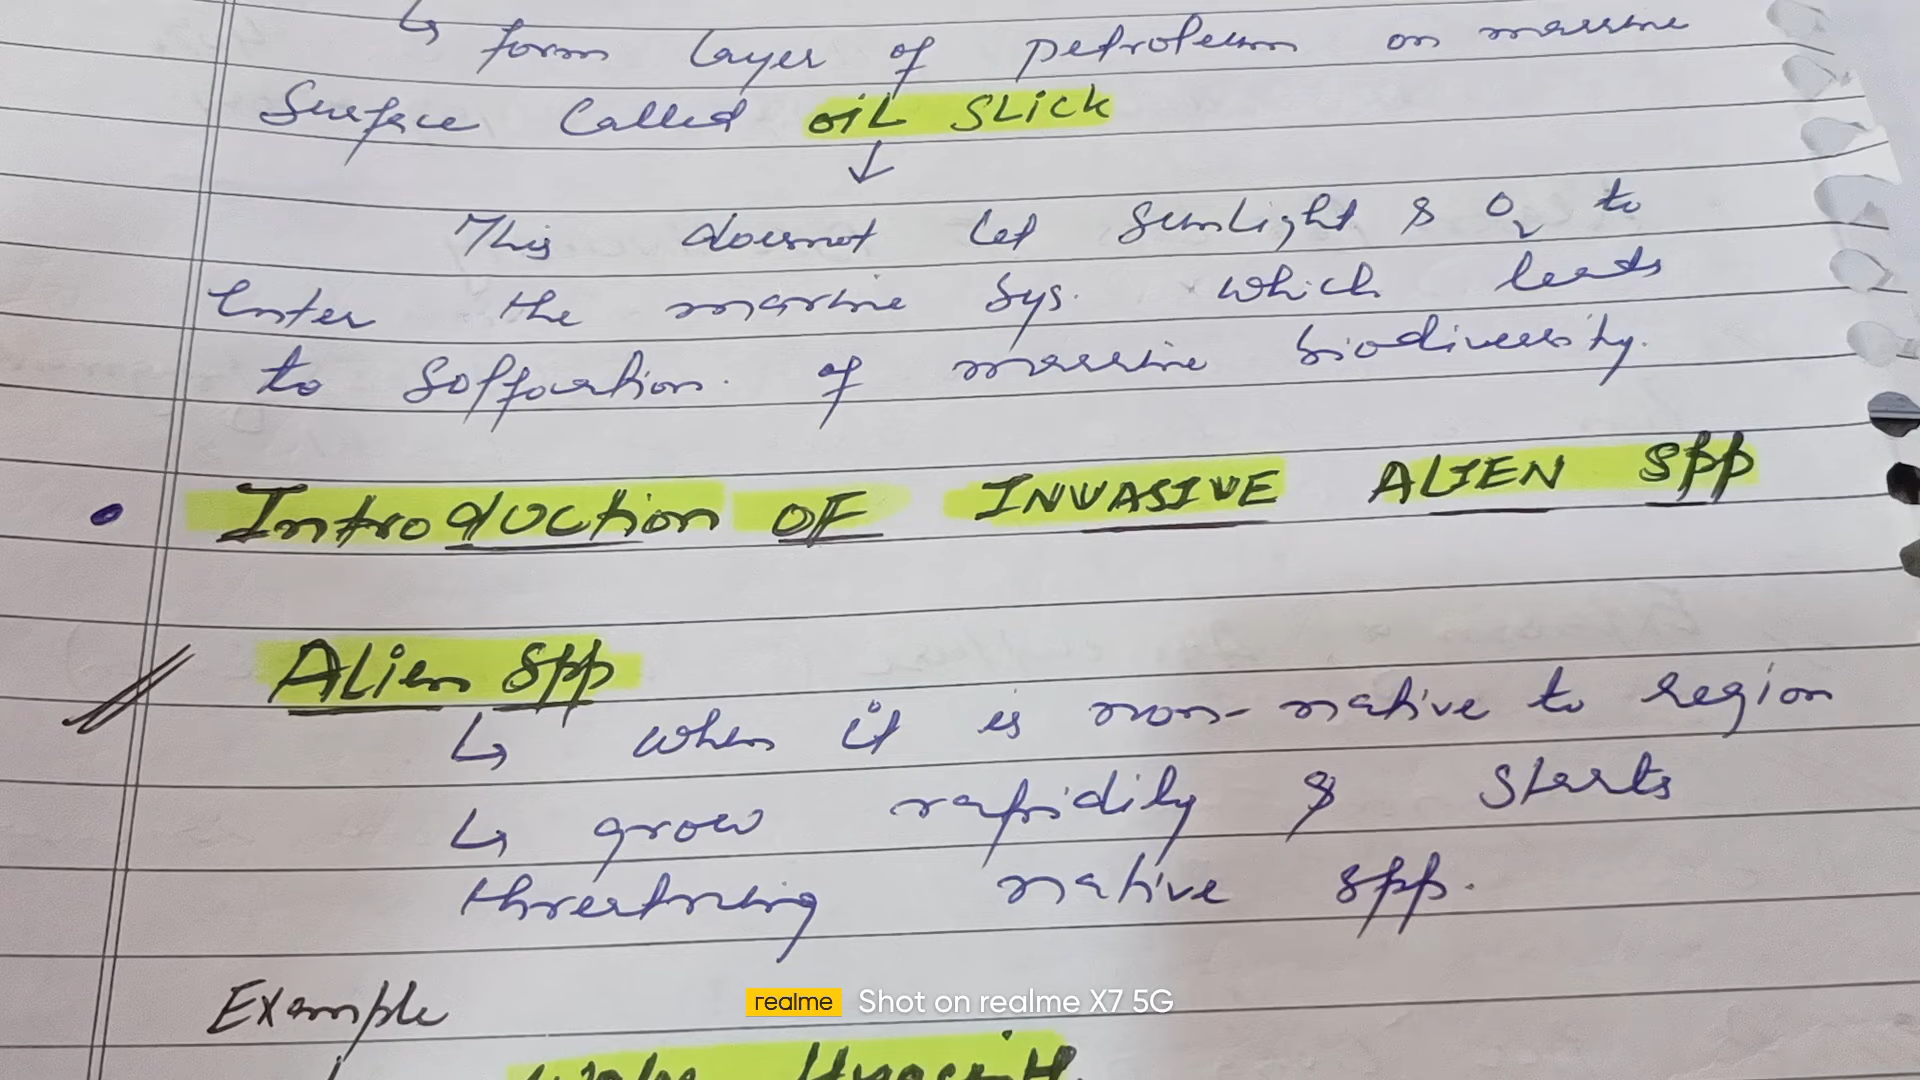 ↳ form layer of petroleum on marine
Surface Called OIL SLICK
↓
This doesnot let sunlight & O₂ to
Enter the marine sys. which leads
to soffocation. of marine biodiversity.
• Introduction OF INVASIVE ALIEN spp
Alien spp
↳ when it is non-native to region
↳ grow rapidily & starts
threatning native spp.
Example
realme Shot on realme X7 5G